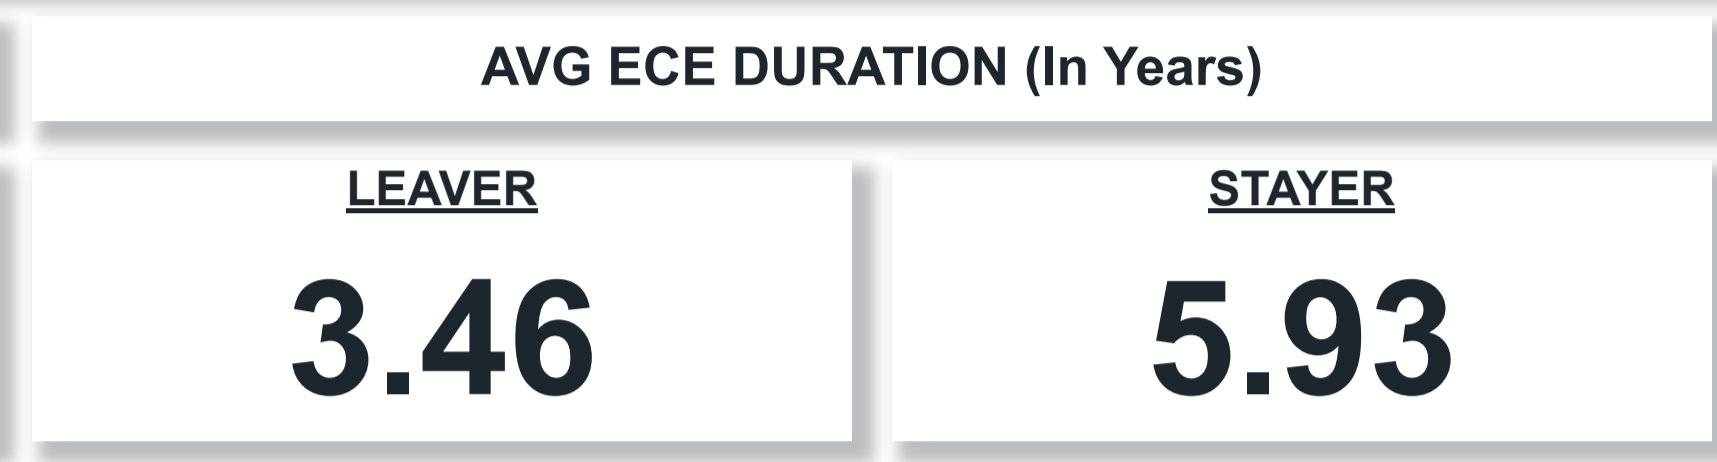 AVG ECE DURATION (In Years)
LEAVER
STAYER
3.46
5.93